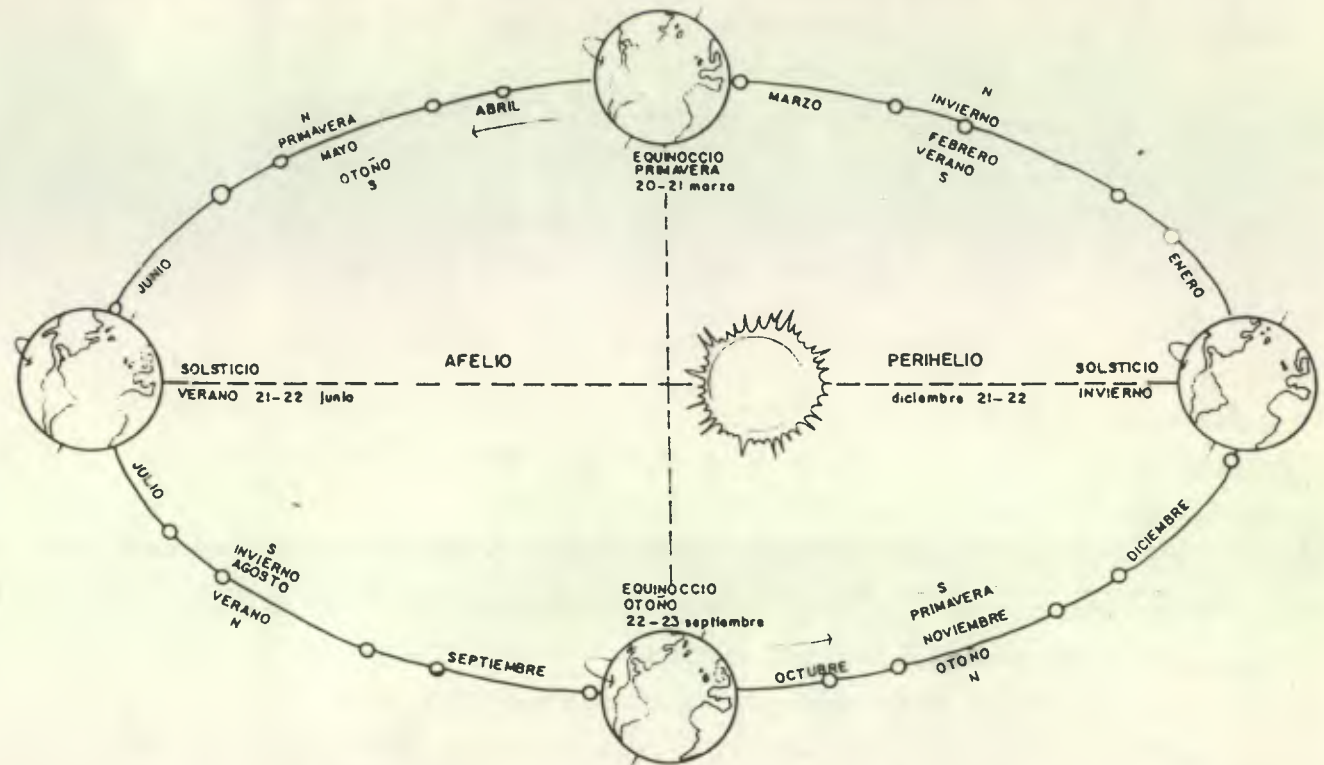 N
PRIMAVERA
MAYO
OTOÑO
S
ABRIL
EQUINOCCIO
PRIMAVERA
20-21 marzo
MARZO
N
INVIERNO
FEBRERO
VERANO
S
JUNIO
ENERO
SOLSTICIO
VERANO 21-22 junio
AFELIO
PERIHELIO
diciembre 21-22
SOLSTICIO
INVIERNO
JULIO
S
INVIERNO
AGOSTO
VERANO
N
SEPTIEMBRE
EQUINOCCIO
OTOÑO
22-23 septiembre
OCTUBRE
S
PRIMAVERA
NOVIEMBRE
OTOÑO
N
DICIEMBRE